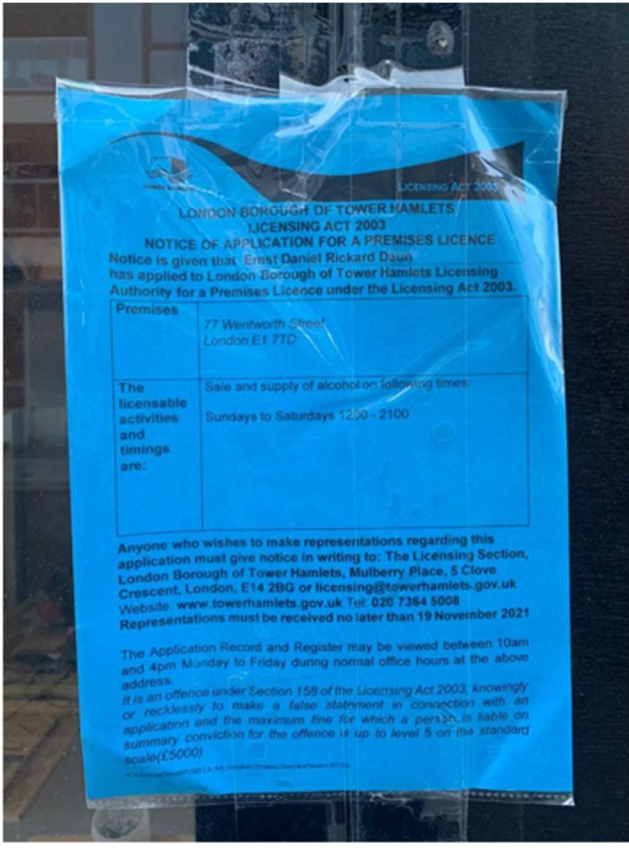 TOWER HAMLETS
LICENSING ACT 2003
LONDON BOROUGH OF TOWER HAMLETS
LICENSING ACT 2003
NOTICE OF APPLICATION FOR A PREMISES LICENCE
Notice is given that Ernst Daniel Rickard Daun
has applied to London Borough of Tower Hamlets Licensing
Authority for a Premises Licence under the Licensing Act 2003.
Premises
77 Wentworth Street
London E1 7TD
The
licensable
activities
and
timings
are:
Sale and supply of alcohol on following times:
Sundays to Saturdays 1200 - 2100
Anyone who wishes to make representations regarding this
application must give notice in writing to: The Licensing Section,
London Borough of Tower Hamlets, Mulberry Place, 5 Clove
Crescent, London, E14 2BG or licensing@towerhamlets.gov.uk
Website: www.towerhamlets.gov.uk Tel: 020 7364 5008
Representations must be received no later than 19 November 2021
The Application Record and Register may be viewed between 10am
and 4pm Monday to Friday during normal office hours at the above
address.
It is an offence under Section 158 of the Licensing Act 2003, knowingly
or recklessly to make a false statement in connection with an
application and the maximum fine for which a person is liable on
summary conviction for the offence is up to level 5 on the standard
scale(£5000)